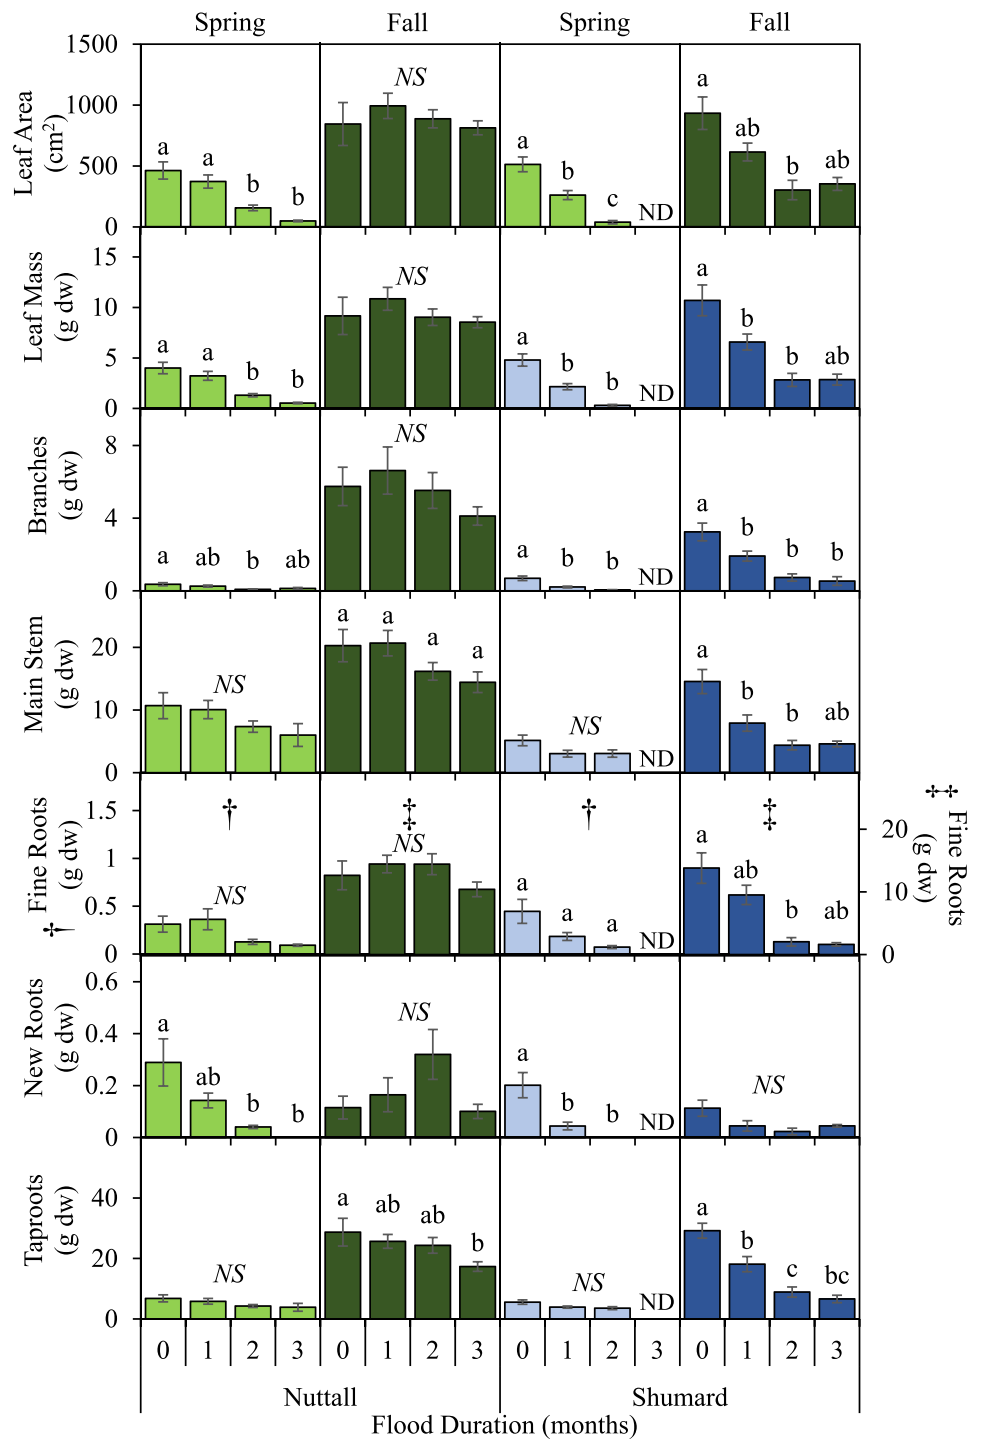 Spring Fall Spring Fall
Leaf Area
(cm²)
1500
1000
500
0
a a b b
NS
a b c ND
a ab b ab
Leaf Mass
(g dw)
15
10
5
0
a a b b
NS
a b b ND
a b b ab
Branches
(g dw)
8
4
0
a ab b ab
NS
a b b ND
a b b b
Main Stem
(g dw)
20
10
0
NS
a a a a
NS ND
a b b ab
† Fine Roots
(g dw)
1.5
1
0.5
0
† NS
‡ NS
† a a a ND
‡ a ab b ab
20
10
0
‡ Fine Roots
(g dw)
New Roots
(g dw)
0.6
0.4
0.2
0
a ab b b
NS
a b b ND
NS
Taproots
(g dw)
40
20
0
NS
a ab ab b
NS ND
a b c bc
0 1 2 3 0 1 2 3 0 1 2 3 0 1 2 3
Nuttall Shumard
Flood Duration (months)